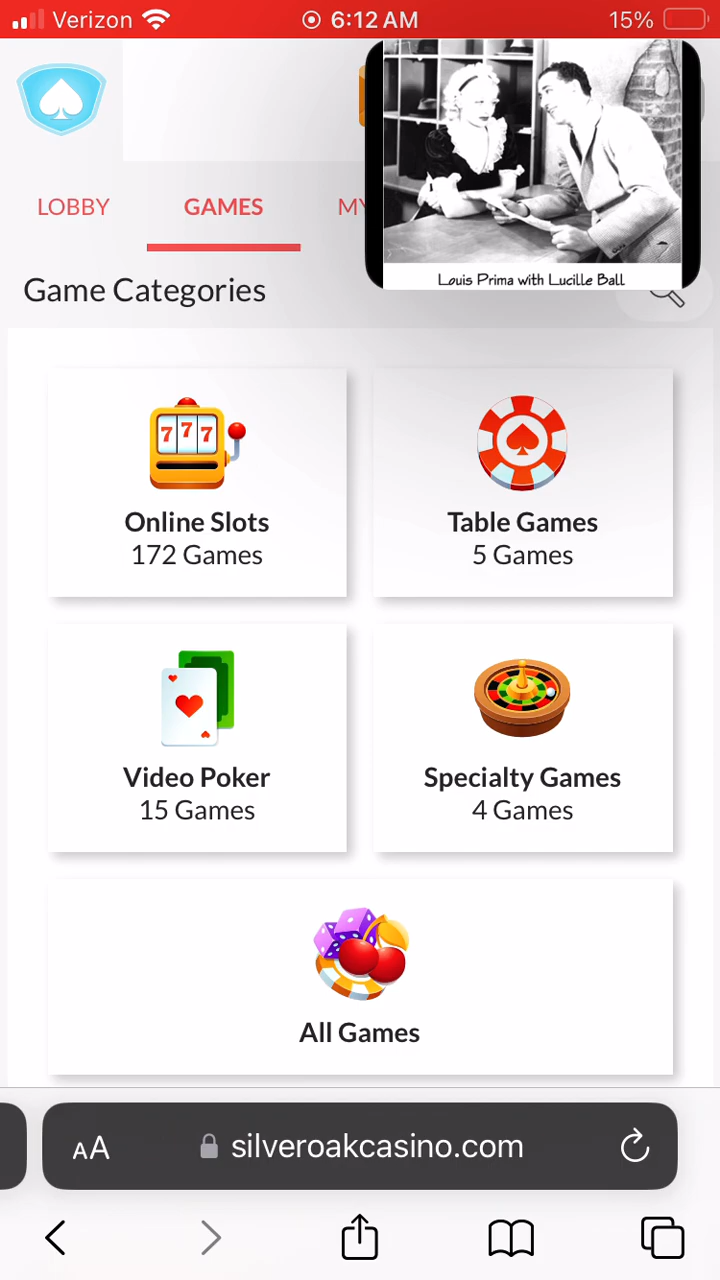 Verizon 6:12 AM 15%
Louis Prima with Lucille Ball
LOBBY GAMES MY
Game Categories
777
Online Slots
172 Games
Table Games
5 Games
Video Poker
15 Games
Specialty Games
4 Games
All Games
AA silveroakcasino.com